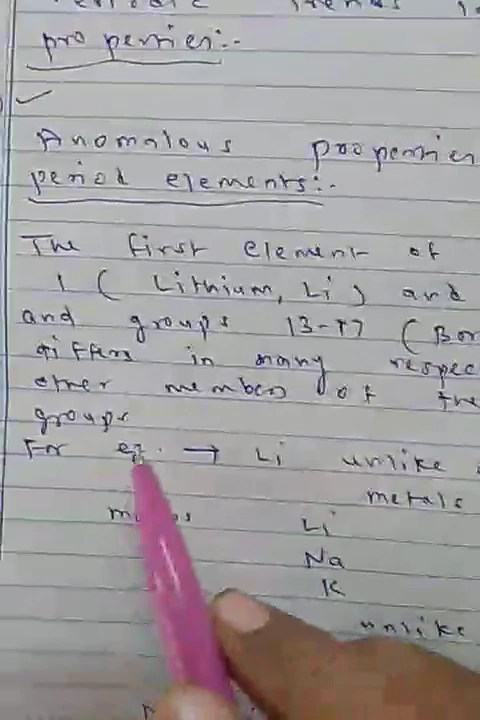 properties:-
Anomalous properties
period elements:-
The first element of
1 (Lithium, Li) and
and groups 13-17 (Bor
differs in many respec
other members of the
groups
For eg. → Li unlike
metals
Li
Na
K
unlike